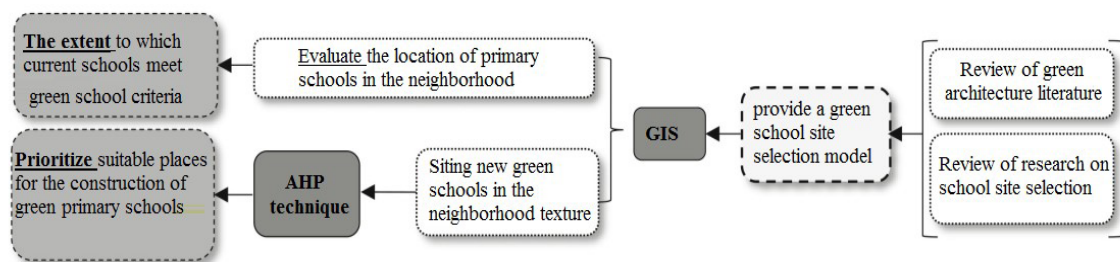 The extent to which
current schools meet
green school criteria
Evaluate the location of primary
schools in the neighborhood
Prioritize suitable places
for the construction of
green primary schools
AHP
technique
Siting new green
schools in the
neighborhood texture
GIS
provide a green
school site
selection model
Review of green
architecture literature
Review of research on
school site selection